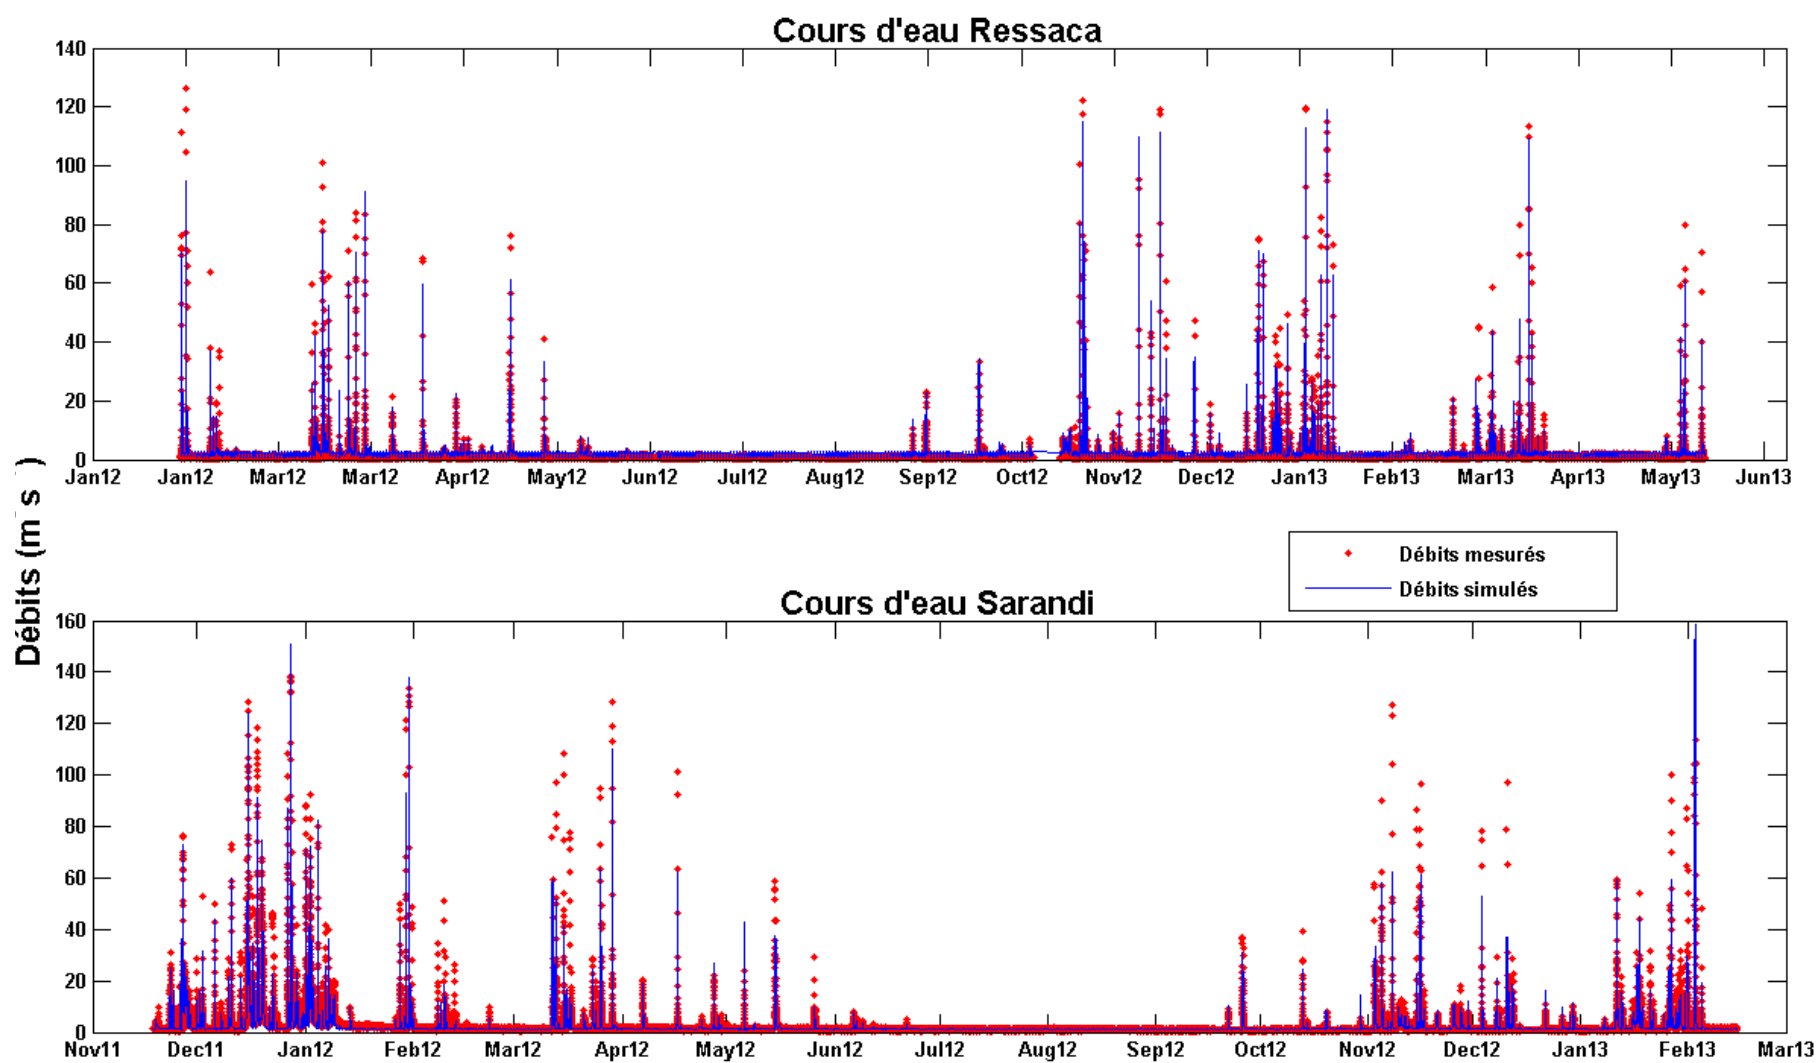 Cours d'eau Ressaca
140
120
100
80
60
40
20
0
Jan12 Jan12 Mar12 Mar12 Apr12 May12 Jun12 Jul12 Aug12 Sep12 Oct12 Nov12 Dec12 Jan13 Feb13 Mar13 Apr13 May13 Jun13
Débits (m s )
Débits mesurés
Débits simulés
Cours d'eau Sarandi
160
140
120
100
80
60
40
20
0
Nov11 Dec11 Jan12 Feb12 Mar12 Apr12 May12 Jun12 Jul12 Aug12 Sep12 Oct12 Nov12 Dec12 Jan13 Feb13 Mar13